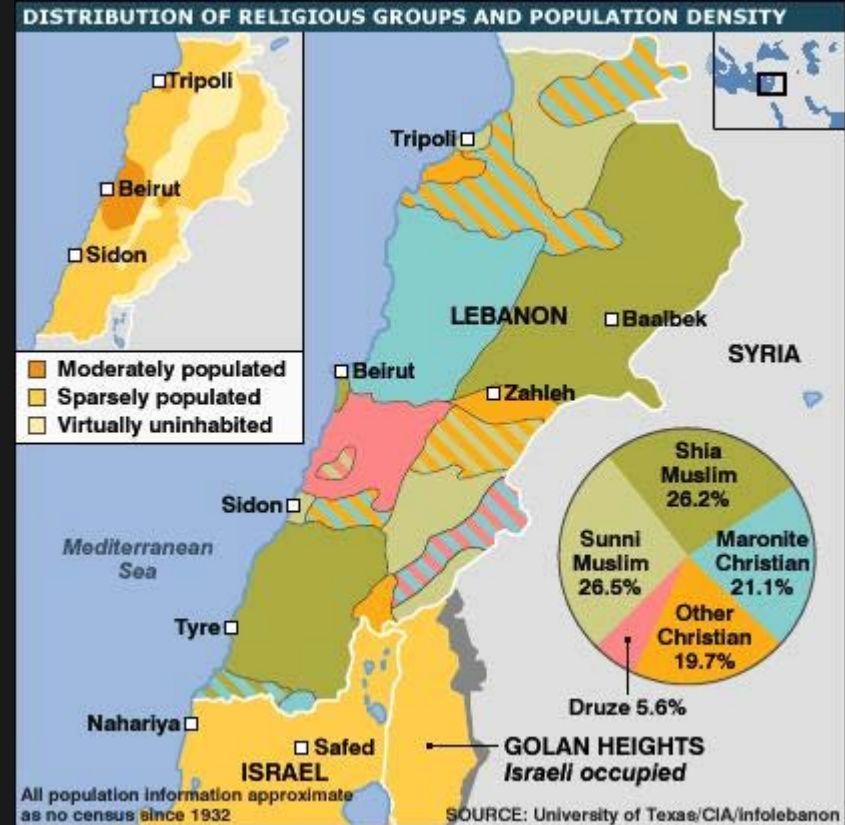 DISTRIBUTION OF RELIGIOUS GROUPS AND POPULATION DENSITY
Tripoli
Beirut
Sidon
Moderately populated
Sparsely populated
Virtually uninhabited
Tripoli
LEBANON
Baalbek
SYRIA
Beirut
Zahleh
Sidon
Mediterranean
Sea
Tyre
Nahariya
Safed
ISRAEL
GOLAN HEIGHTS
Israeli occupied
Shia
Muslim
26.2%
Maronite
Christian
21.1%
Sunni
Muslim
26.5%
Other
Christian
19.7%
Druze 5.6%
All population information approximate
as no census since 1932
SOURCE: University of Texas/CIA/infolebanon